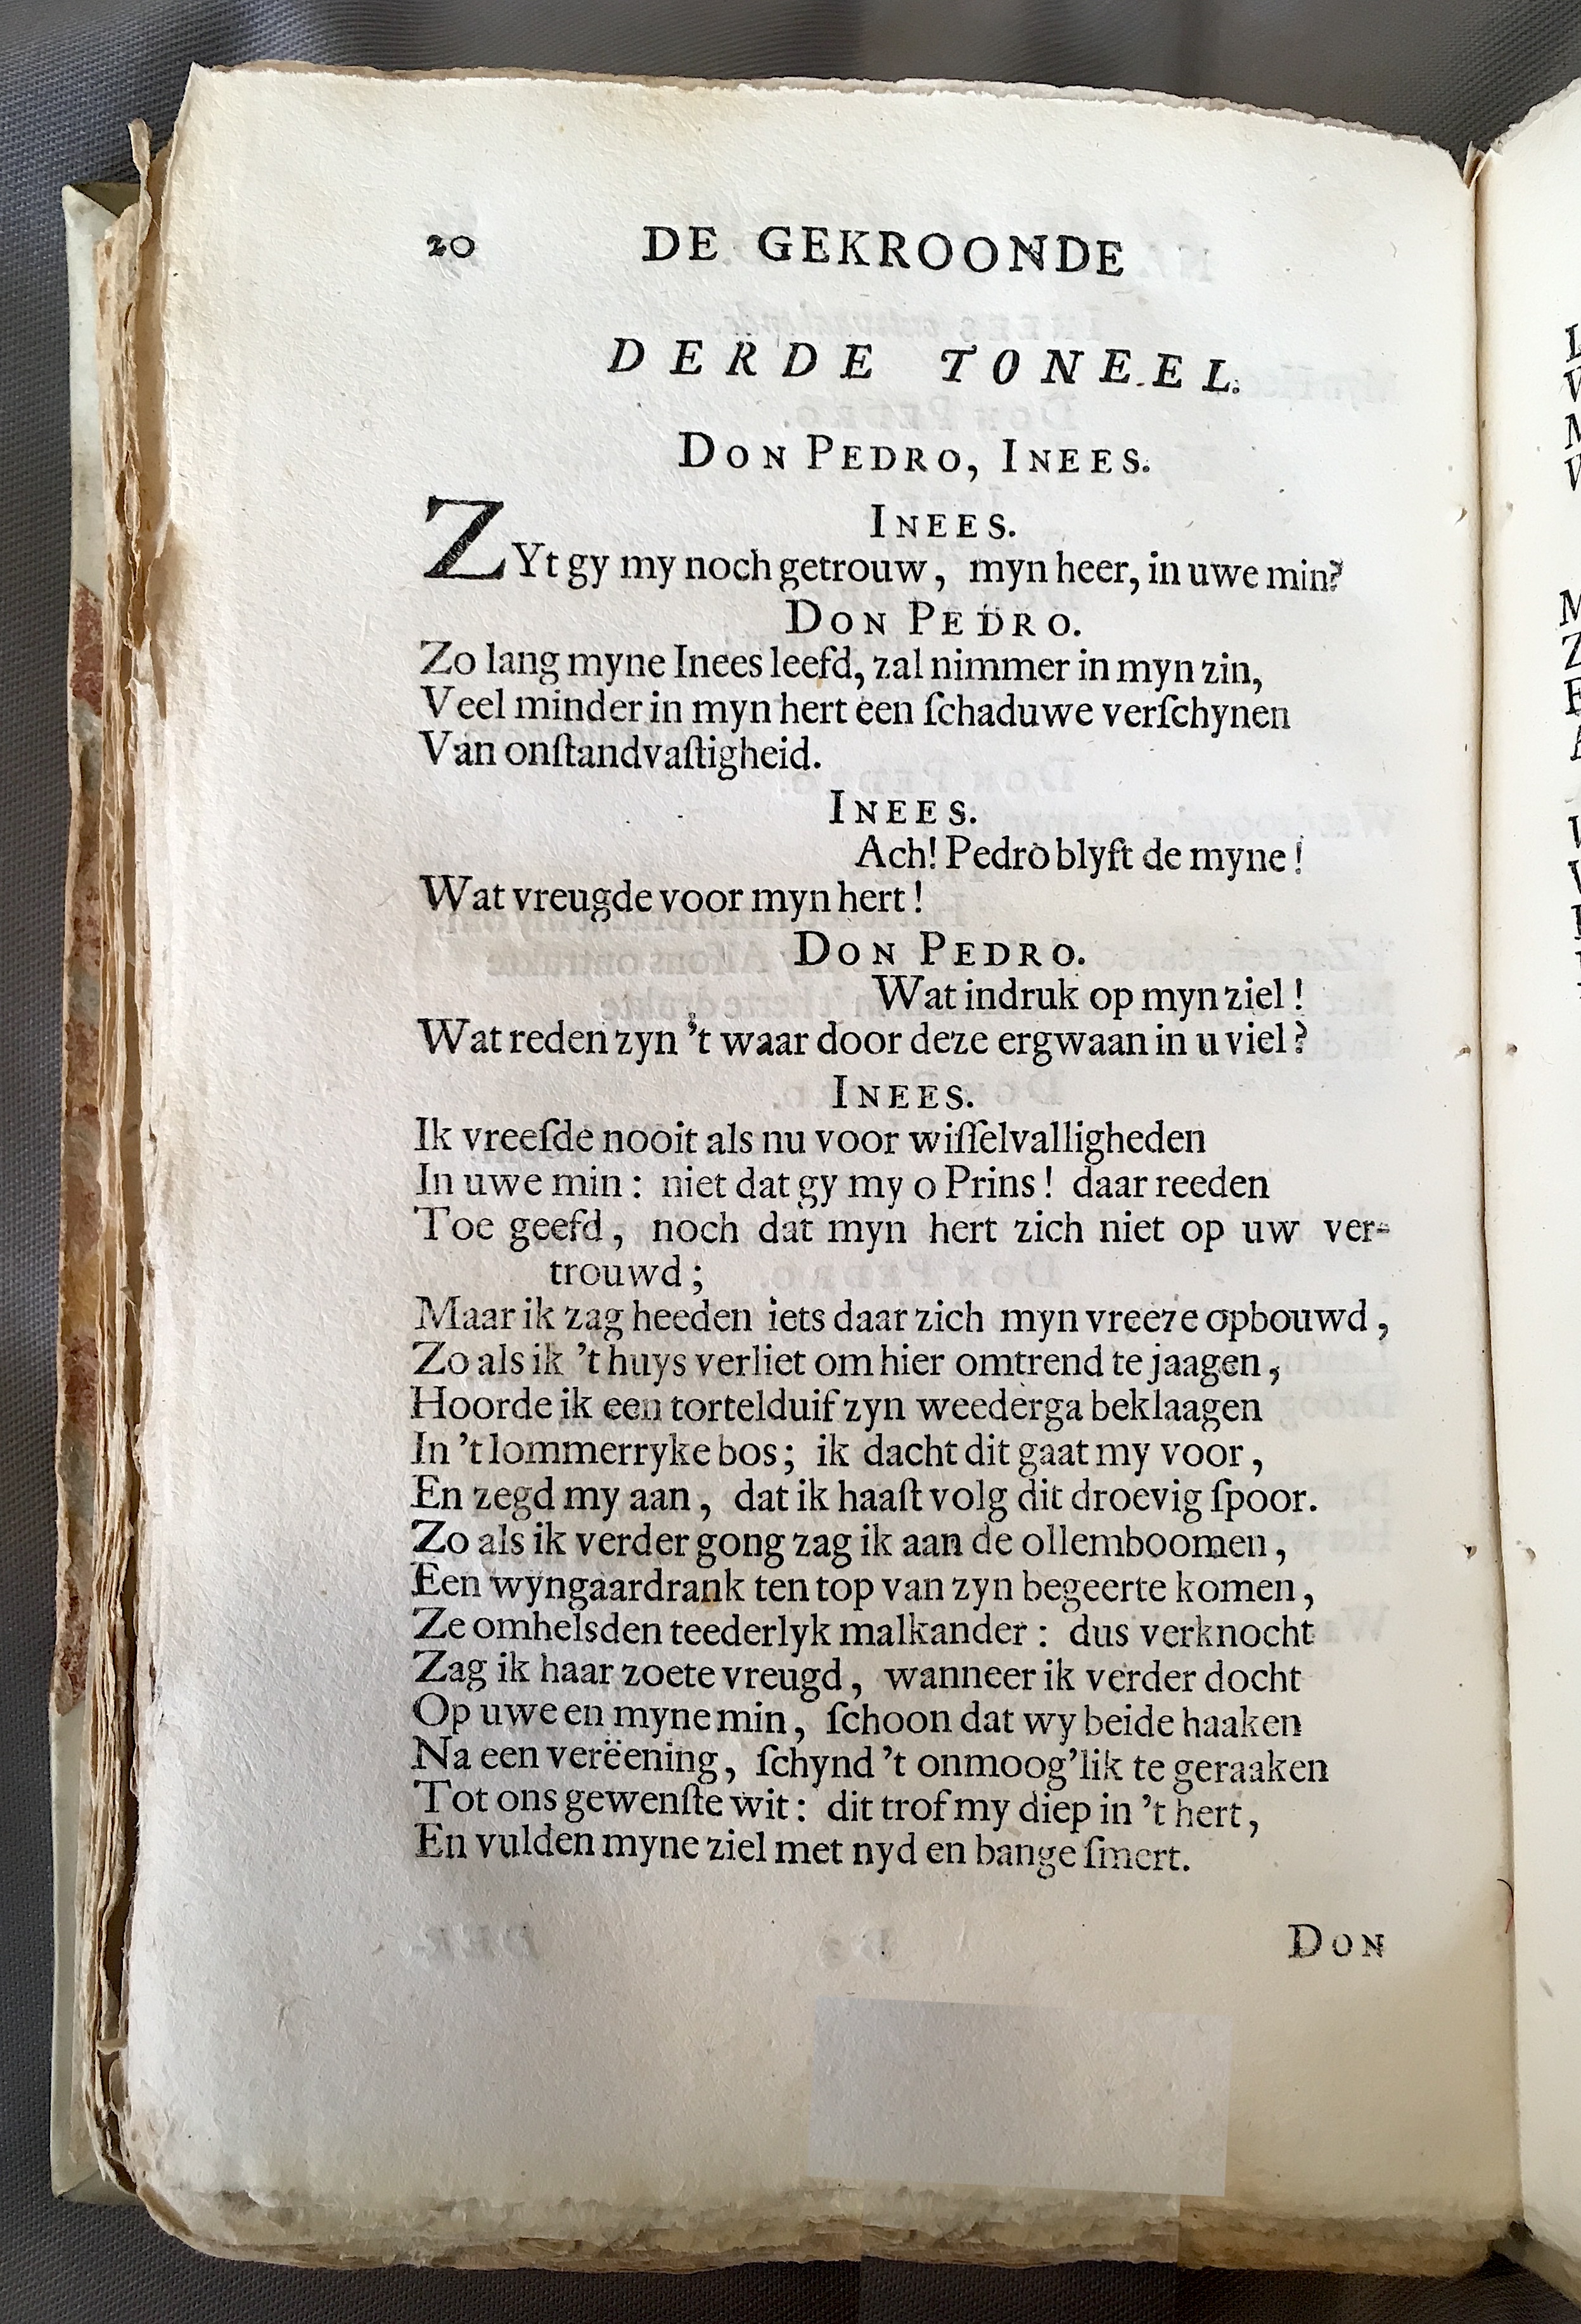 20 DE GEKROONDE
DERDE TONEEL.
DON PEDRO, INEES.
INEES.
ZYt gy my noch getrouw, myn heer, in uwe min?
DON PEDRO.
Zo lang myne Inees leefd, zal nimmer in myn zin,
Veel minder in myn hert een ſchaduwe verſchynen
Van onſtandvaſtigheid.
INEES.
Ach! Pedro blyft de myne!
Wat vreugde voor myn hert!
DON PEDRO.
Wat indruk op myn ziel!
Wat reden zyn 't waar door deze ergwaan in u viel?
INEES.
Ik vreeſde nooit als nu voor wiſſelvalligheden
In uwe min: niet dat gy my o Prins! daar reeden
Toe geefd, noch dat myn hert zich niet op uw ver-
trouwd;
Maar ik zag heeden iets daar zich myn vreeze opbouwd,
Zo als ik 't huys verliet om hier omtrend te jaagen,
Hoorde ik een tortelduif zyn weederga beklaagen
In 't lommerryke bos; ik dacht dit gaat my voor,
En zegd my aan, dat ik haaſt volg dit droevig ſpoor.
Zo als ik verder gong zag ik aan de ollemboomen,
Een wyngaardrank ten top van zyn begeerte komen,
Ze omhelsden teederlyk malkander: dus verknocht
Zag ik haar zoete vreugd, wanneer ik verder docht
Op uwe en myne min, ſchoon dat wy beide haaken
Na een verëening, ſchynd 't onmoog'lik te geraaken
Tot ons gewenſte wit: dit trof my diep in 't hert,
En vulden myne ziel met nyd en bange ſmert.
DON